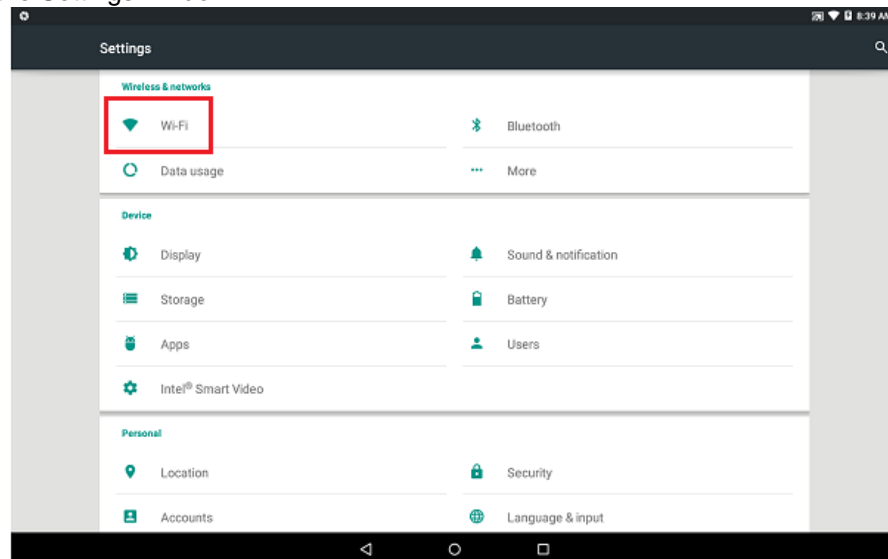 8:39 AM
Settings
Wireless & networks
Wi-Fi
Bluetooth
Data usage
More
Device
Display
Sound & notification
Storage
Battery
Apps
Users
Intel® Smart Video
Personal
Location
Security
Accounts
Language & input